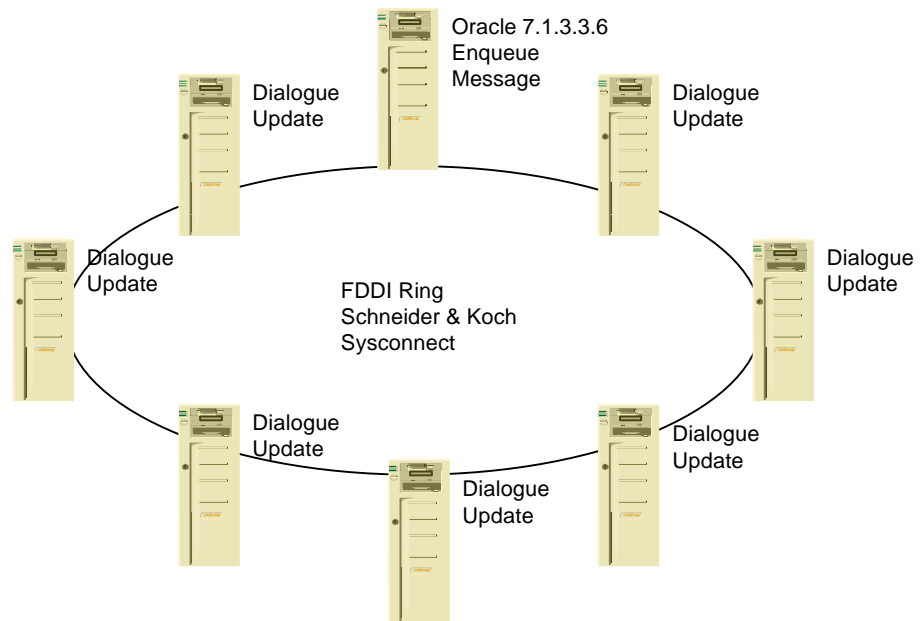 Oracle 7.1.3.3.6
Enqueue
Message
Dialogue
Update
Dialogue
Update
Dialogue
Update
Dialogue
Update
FDDI Ring
Schneider & Koch
Sysconnect
Dialogue
Update
Dialogue
Update
Dialogue
Update